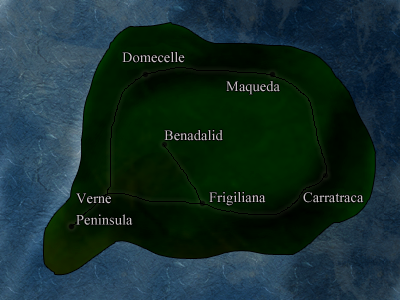 Domecelle
Maqueda
Benadalid
Verne
Frigiliana
Carratraca
Peninsula